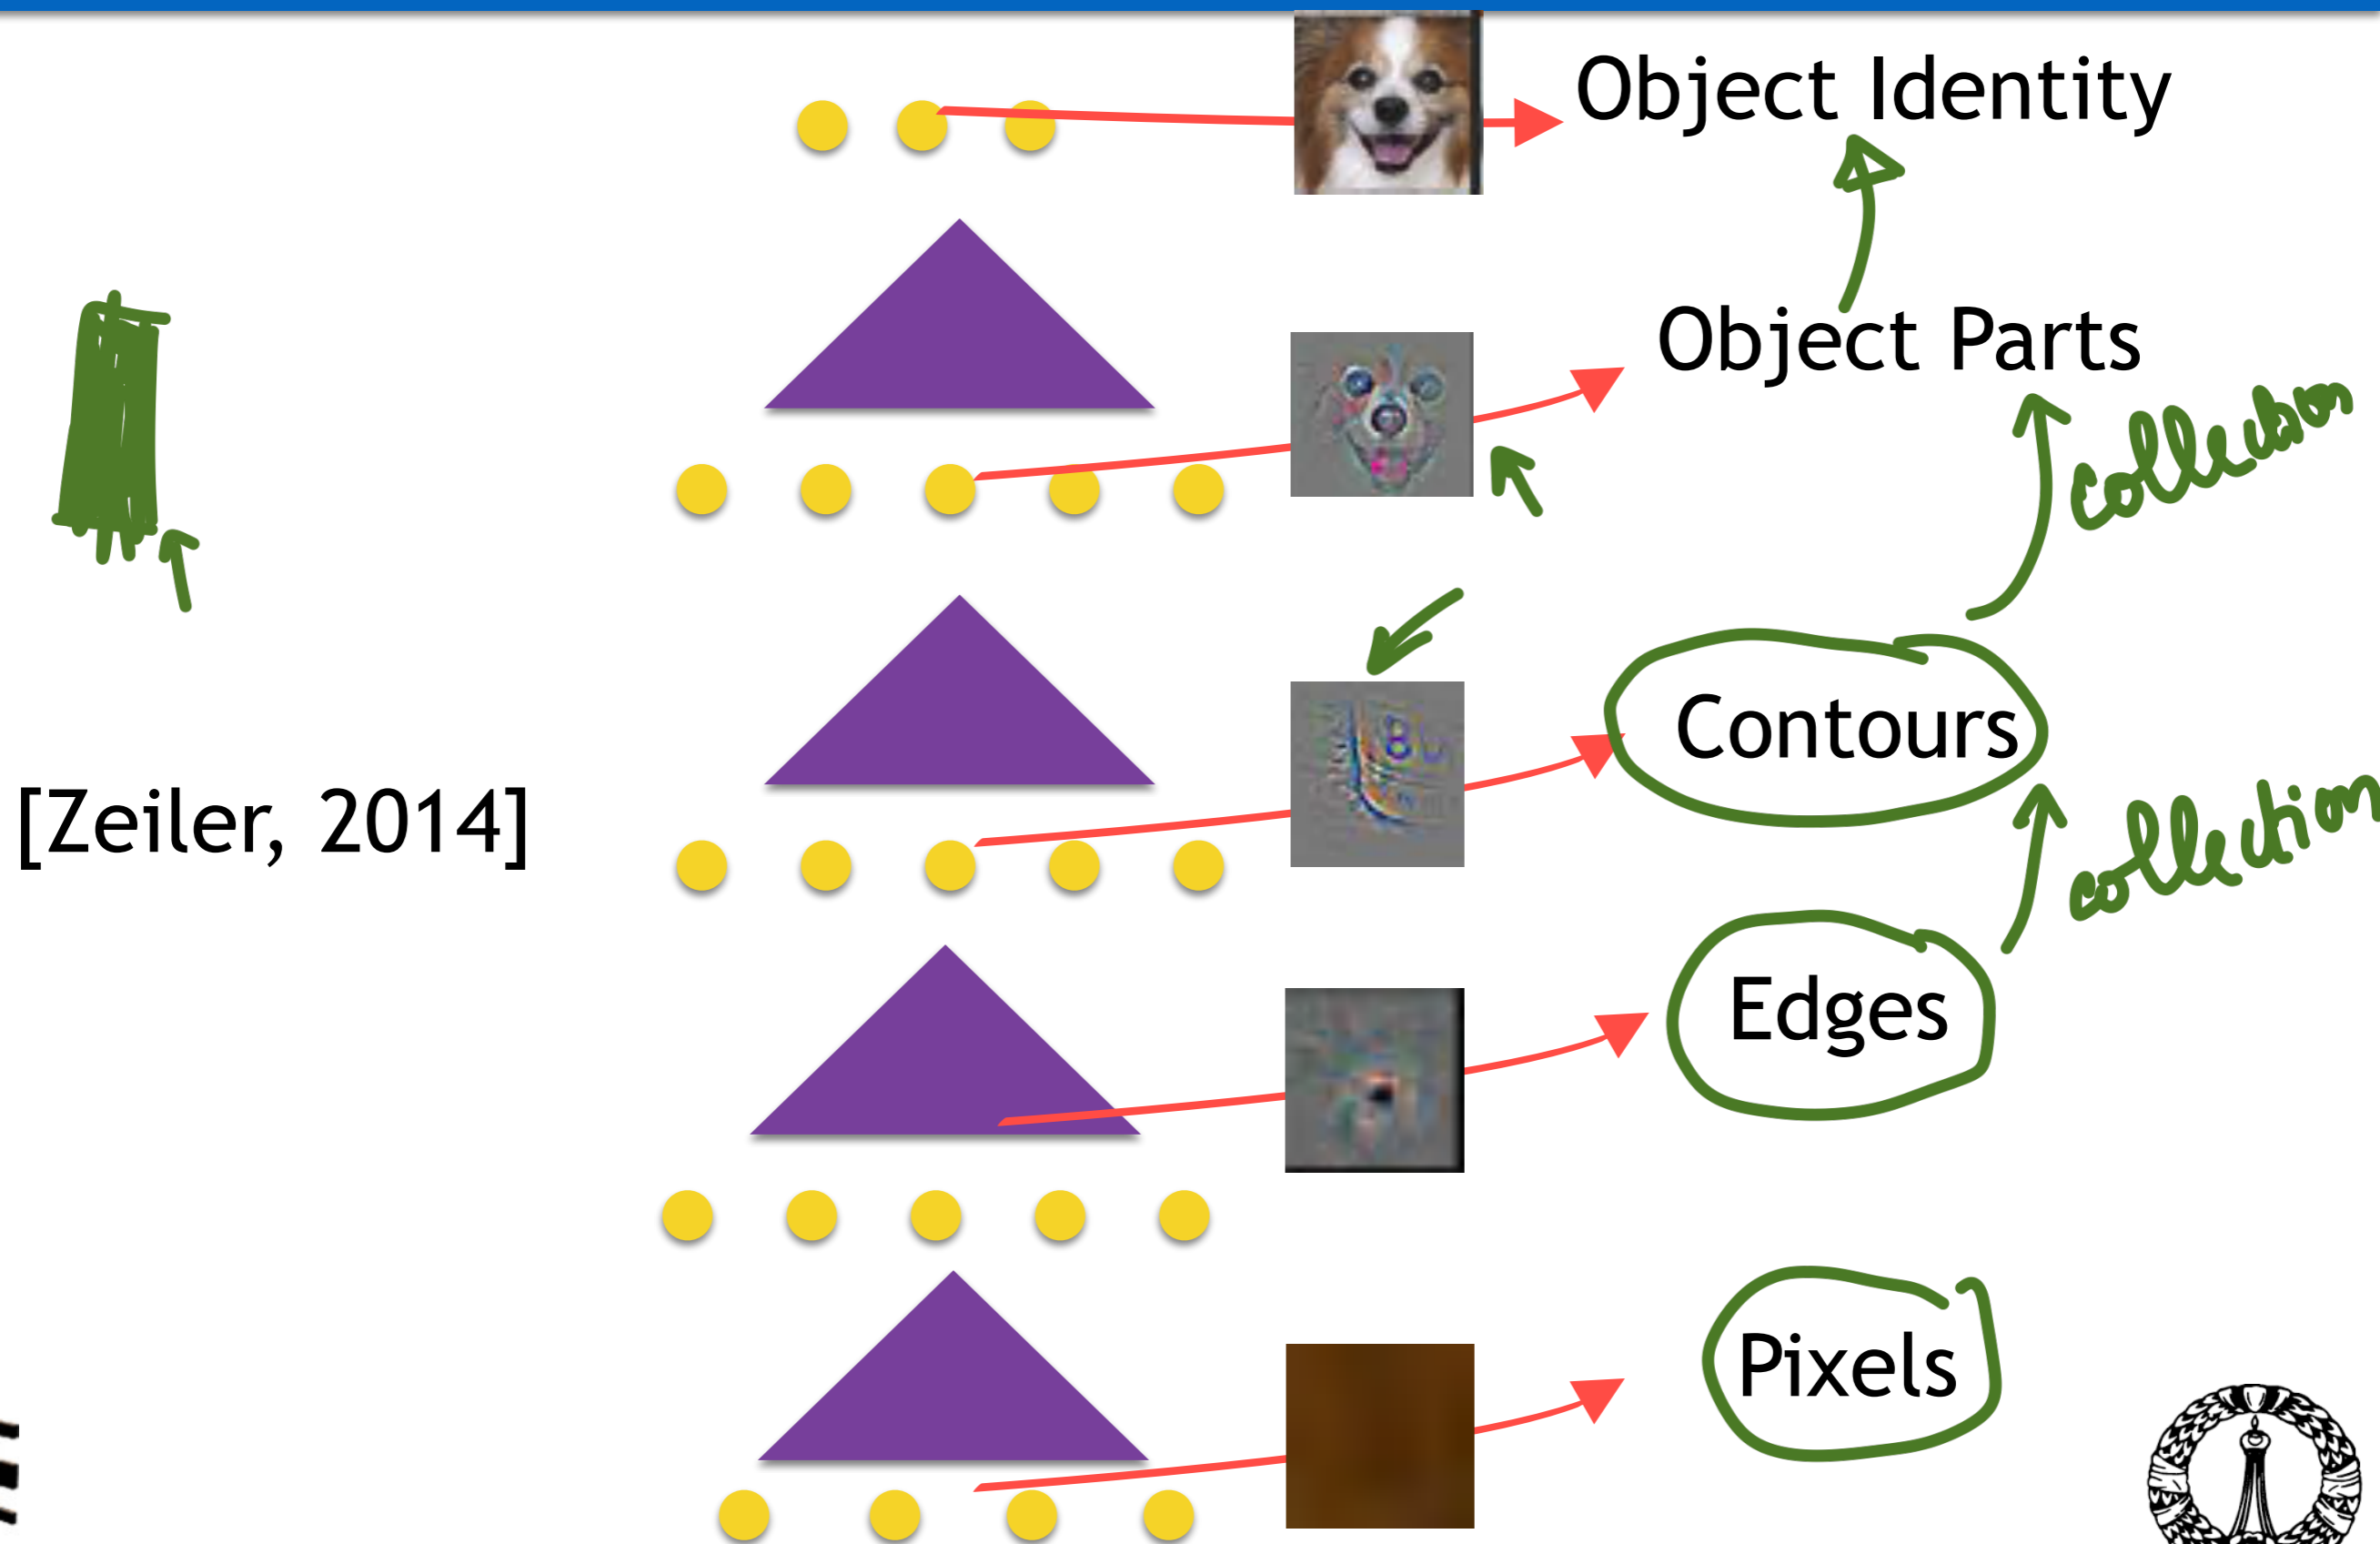 Object Identity
Object Parts
collection
Contours
[Zeiler, 2014]
collection
Edges
Pixels